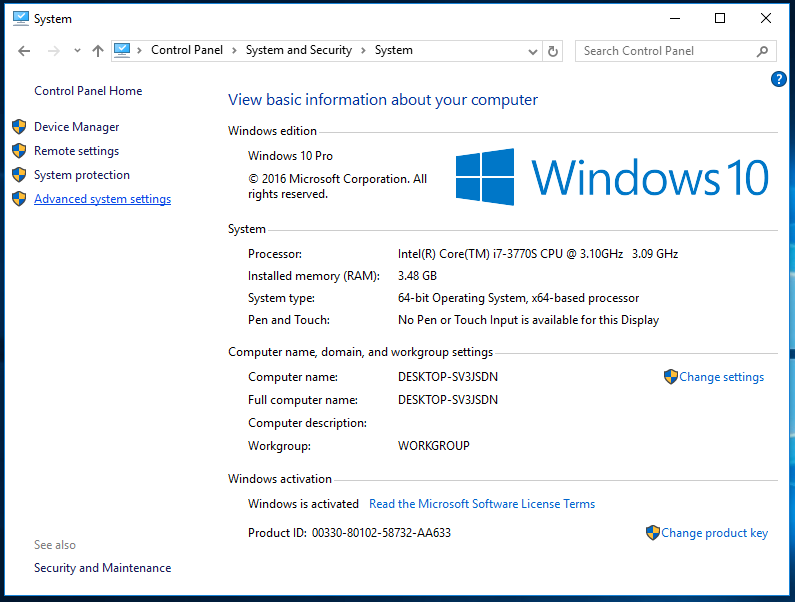 System
Control Panel > System and Security > System
Search Control Panel
?
Control Panel Home
Device Manager
Remote settings
System protection
Advanced system settings
View basic information about your computer
Windows edition
Windows 10 Pro
© 2016 Microsoft Corporation. All
rights reserved.
Windows 10
System
Processor: Intel(R) Core(TM) i7-3770S CPU @ 3.10GHz 3.09 GHz
Installed memory (RAM): 3.48 GB
System type: 64-bit Operating System, x64-based processor
Pen and Touch: No Pen or Touch Input is available for this Display
Computer name, domain, and workgroup settings
Computer name: DESKTOP-SV3JSDN Change settings
Full computer name: DESKTOP-SV3JSDN
Computer description:
Workgroup: WORKGROUP
Windows activation
Windows is activated Read the Microsoft Software License Terms
Product ID: 00330-80102-58732-AA633 Change product key
See also
Security and Maintenance